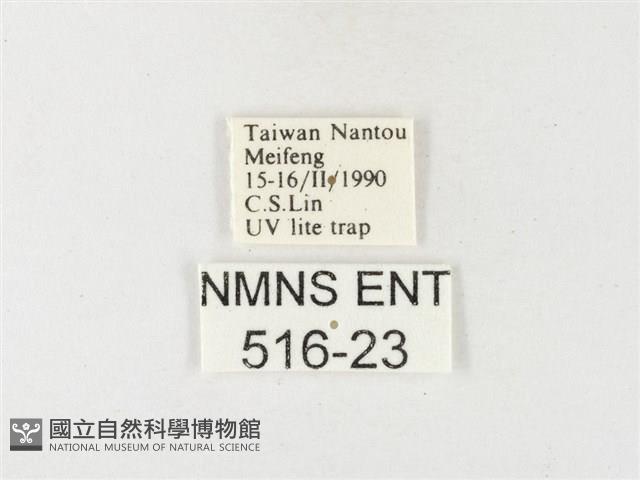 Taiwan Nantou
Meifeng
15-16/II/1990
C.S.Lin
UV lite trap
NMNS ENT
516-23
國立自然科學博物館
NATIONAL MUSEUM OF NATURAL SCIENCE